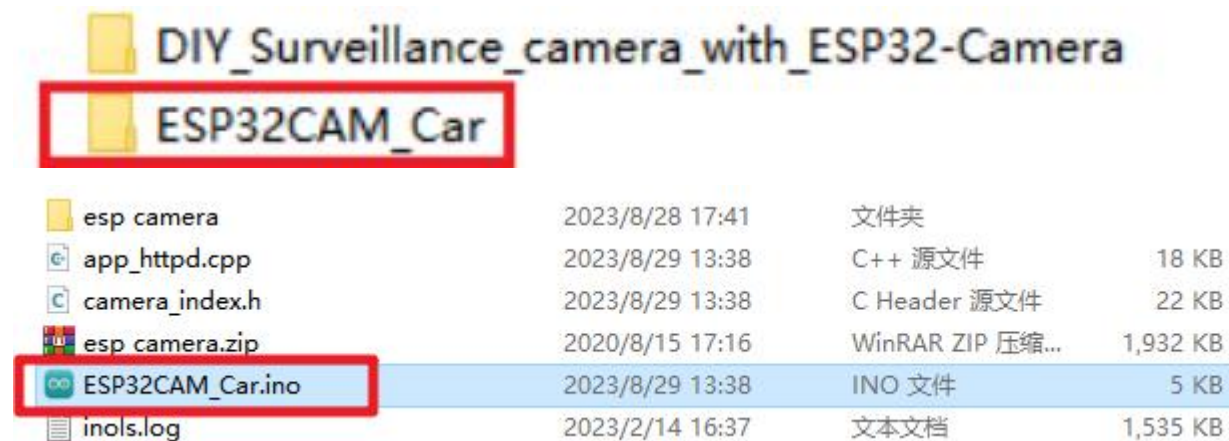 DIY_Surveillance_camera_with_ESP32-Camera
ESP32CAM_Car
esp camera 2023/8/28 17:41 文件夹
app_httpd.cpp 2023/8/29 13:38 C++ 源文件 18 KB
camera_index.h 2023/8/29 13:38 C Header 源文件 22 KB
esp camera.zip 2020/8/15 17:16 WinRAR ZIP 压缩... 1,932 KB
ESP32CAM_Car.ino 2023/8/29 13:38 INO 文件 5 KB
inols.log 2023/2/14 16:37 文本文档 1,535 KB